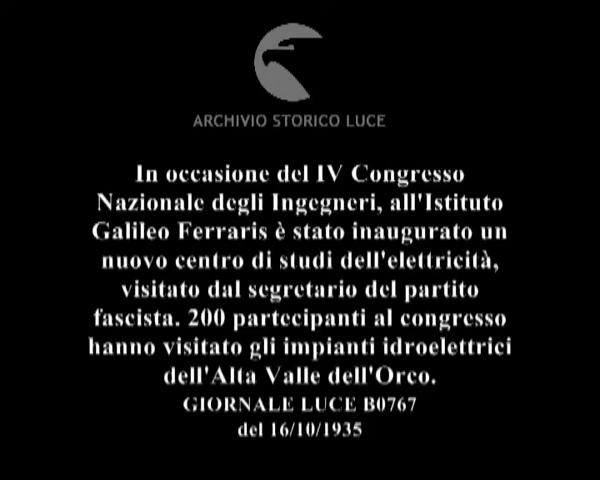 ARCHIVIO STORICO LUCE
In occasione del IV Congresso
Nazionale degli Ingegneri, all'Istituto
Galileo Ferraris è stato inaugurato un
nuovo centro di studi dell'elettricità,
visitato dal segretario del partito
fascista. 200 partecipanti al congresso
hanno visitato gli impianti idroelettrici
dell'Alta Valle dell'Orco.
GIORNALE LUCE B0767
del 16/10/1935